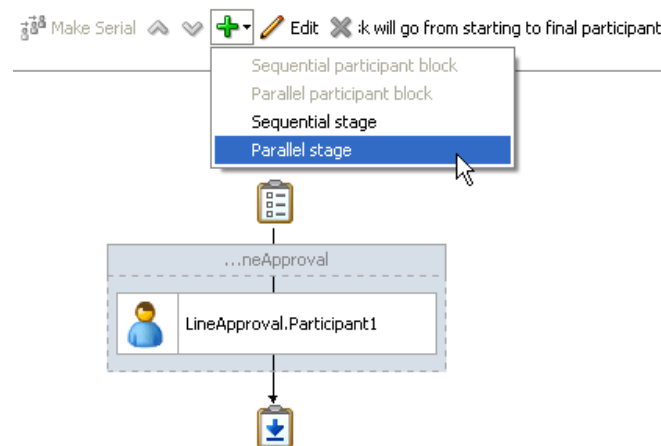 Make Serial Edit :k will go from starting to final participant
Sequential participant block
Parallel participant block
Sequential stage
Parallel stage
...neApproval
LineApproval.Participant1